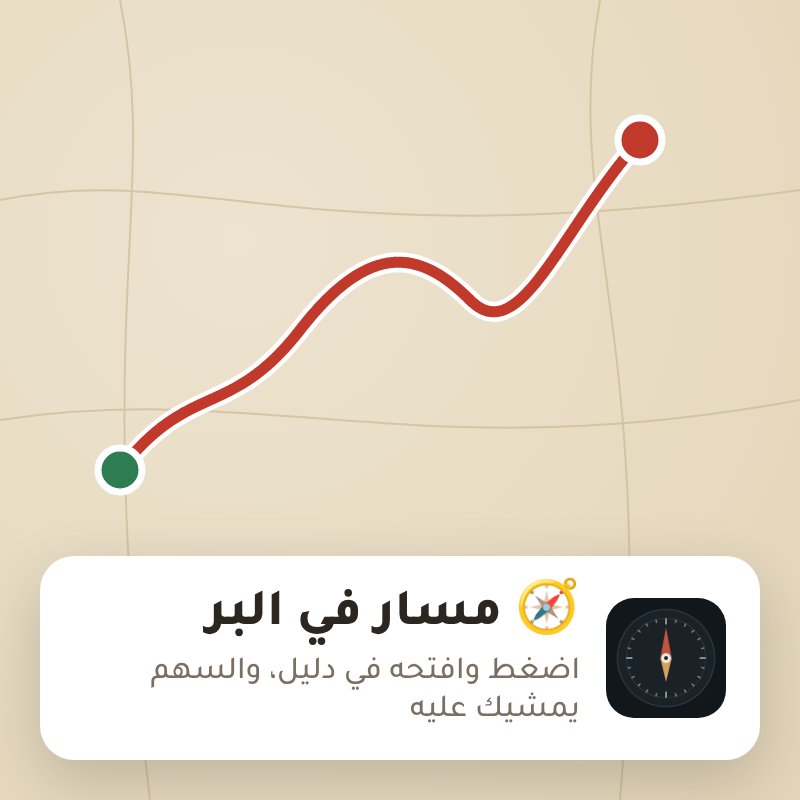 🧭 مسار في البر
اضغط وافتحه في دليل، والسهم
يمشيك عليه